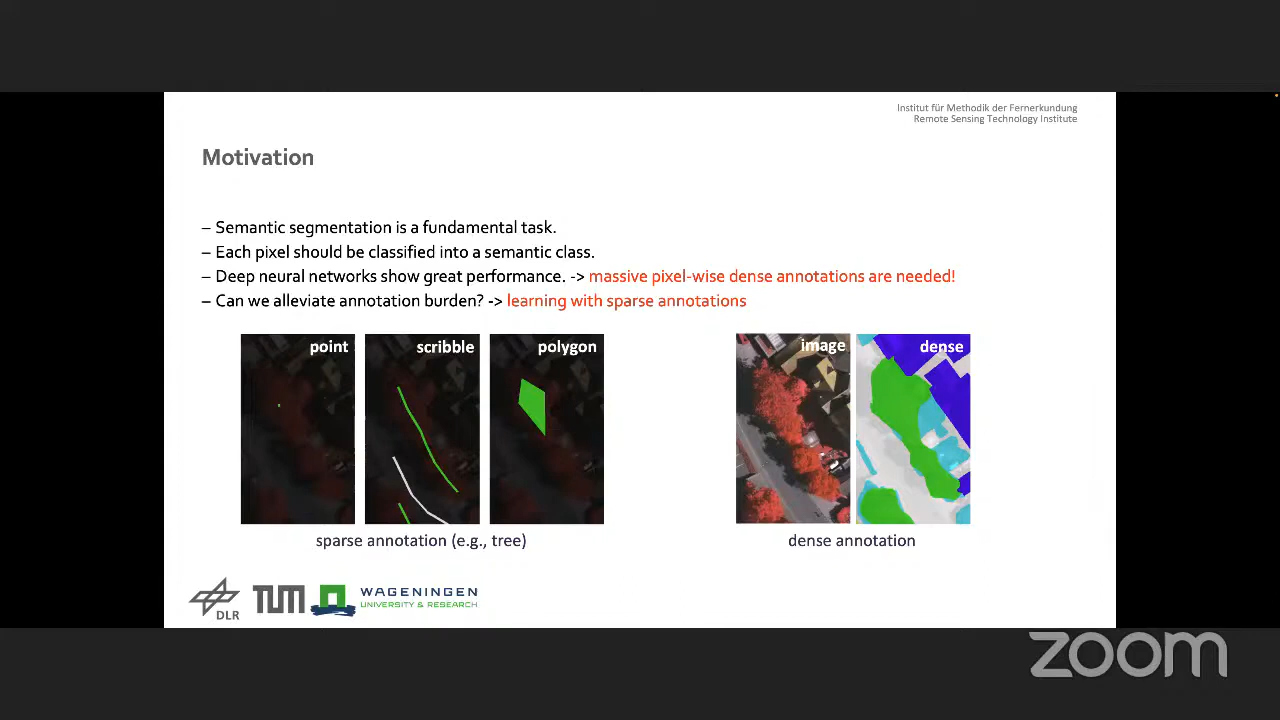 Institut für Methodik der Fernerkundung
Remote Sensing Technology Institute
Motivation
– Semantic segmentation is a fundamental task.
– Each pixel should be classified into a semantic class.
– Deep neural networks show great performance. -> massive pixel-wise dense annotations are needed!
– Can we alleviate annotation burden? -> learning with sparse annotations
point
scribble
polygon
image
dense
sparse annotation (e.g., tree)
dense annotation
DLR
TUM
WAGENINGEN
UNIVERSITY & RESEARCH
zoom